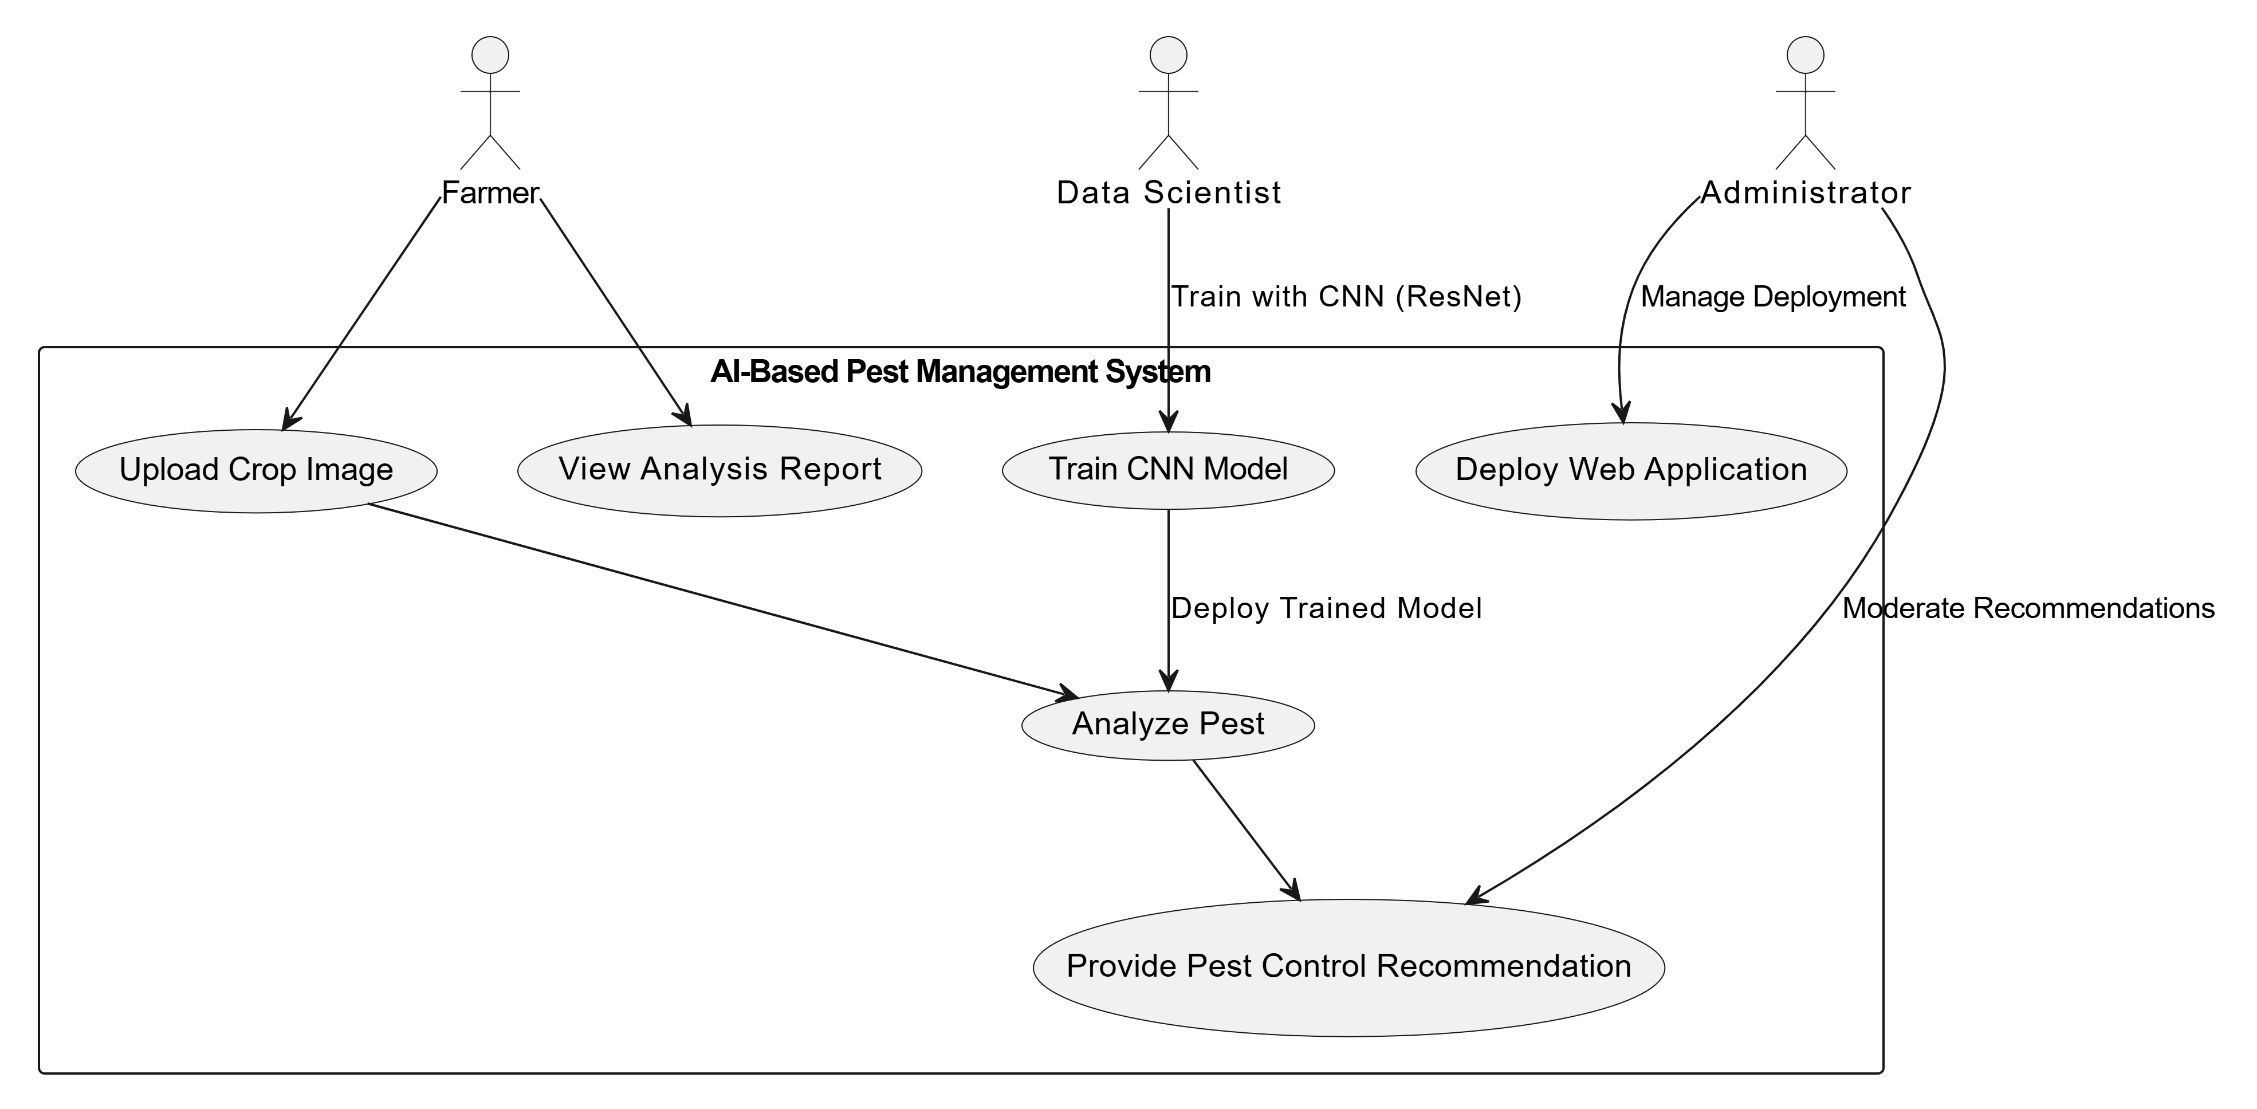 Farmer
Data Scientist
Administrator
Train with CNN (ResNet)
Manage Deployment
AI-Based Pest Management System
Upload Crop Image
View Analysis Report
Train CNN Model
Deploy Web Application
Deploy Trained Model
Moderate Recommendations
Analyze Pest
Provide Pest Control Recommendation